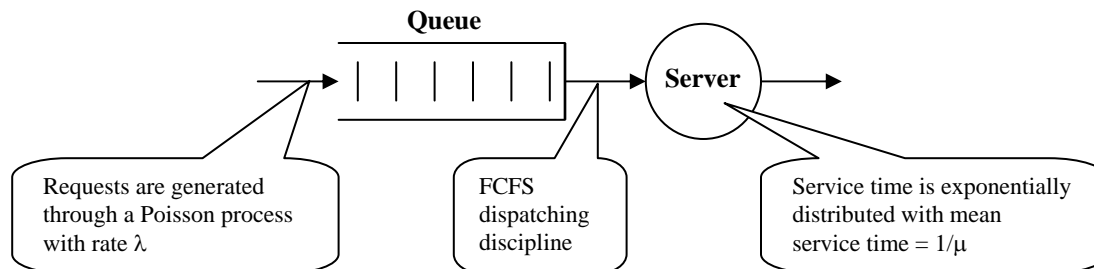 Queue
Server
Requests are generated
through a Poisson process
with rate λ
FCFS
dispatching
discipline
Service time is exponentially
distributed with mean
service time = 1/μ